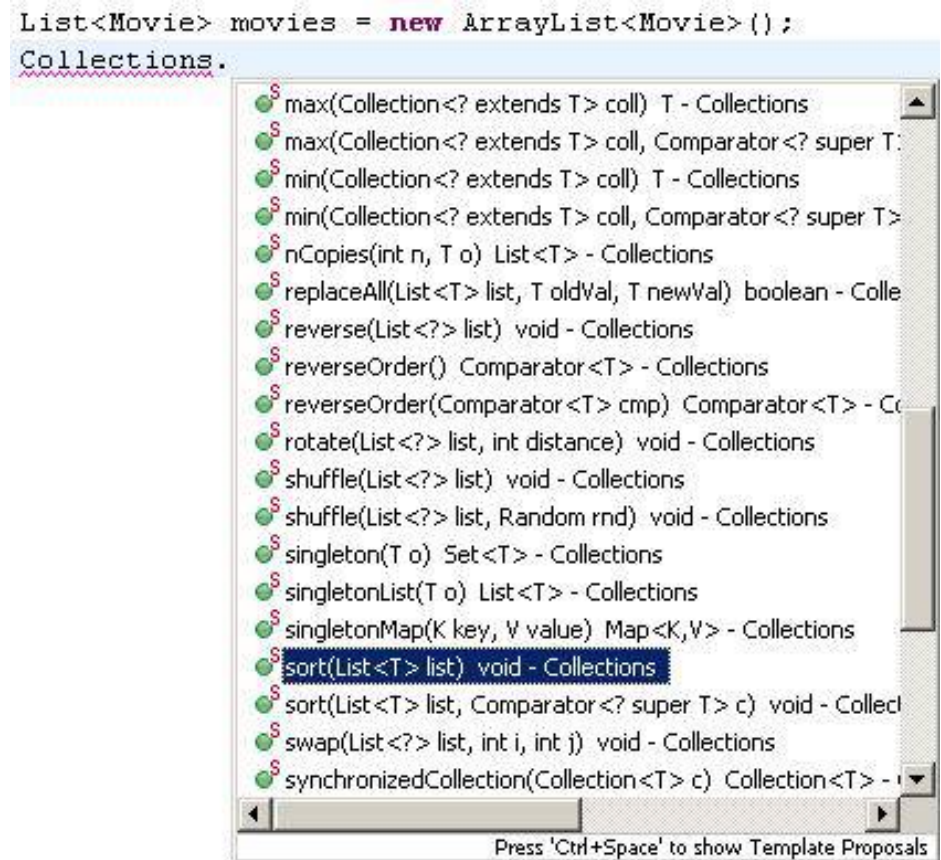 List<Movie> movies = new ArrayList<Movie>();
Collections.
S max(Collection<? extends T> coll) T - Collections
S max(Collection<? extends T> coll, Comparator<? super T
S min(Collection<? extends T> coll) T - Collections
S min(Collection<? extends T> coll, Comparator<? super T>
S nCopies(int n, T o) List<T> - Collections
S replaceAll(List<T> list, T oldVal, T newVal) boolean - Colle
S reverse(List<?> list) void - Collections
S reverseOrder() Comparator<T> - Collections
S reverseOrder(Comparator<T> cmp) Comparator<T> - Co
S rotate(List<?> list, int distance) void - Collections
S shuffle(List<?> list) void - Collections
S shuffle(List<?> list, Random rnd) void - Collections
S singleton(T o) Set<T> - Collections
S singletonList(T o) List<T> - Collections
S singletonMap(K key, V value) Map<K,V> - Collections
S sort(List<T> list) void - Collections
S sort(List<T> list, Comparator<? super T> c) void - Collect
S swap(List<?> list, int i, int j) void - Collections
S synchronizedCollection(Collection<T> c) Collection<T> -
Press 'Ctrl+Space' to show Template Proposals